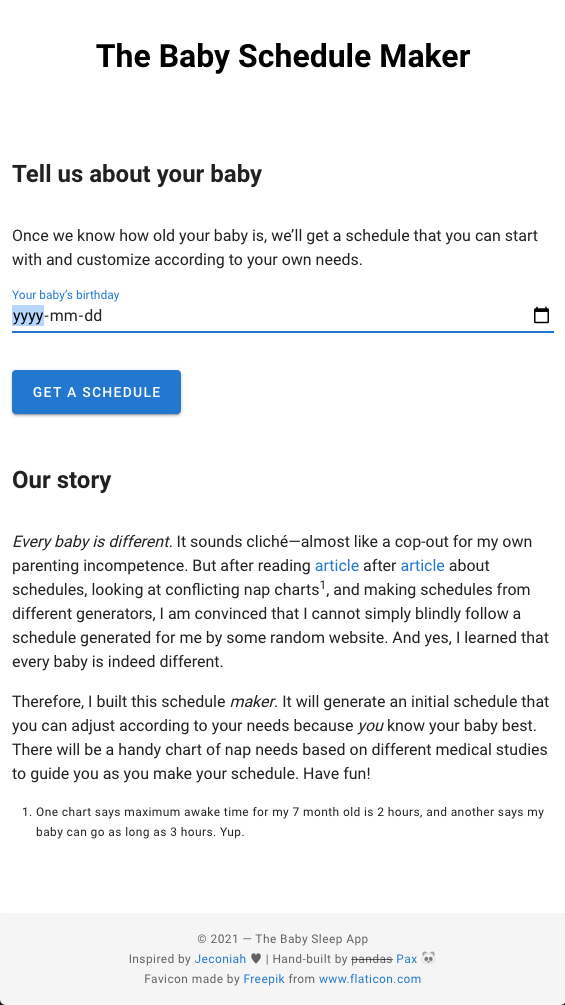 The Baby Schedule Maker
Tell us about your baby
Once we know how old your baby is, we’ll get a schedule that you can start
with and customize according to your own needs.
Your baby’s birthday
yyyy-mm-dd
GET A SCHEDULE
Our story
Every baby is different. It sounds cliché—almost like a cop-out for my own
parenting incompetence. But after reading article after article about
schedules, looking at conflicting nap charts1, and making schedules from
different generators, I am convinced that I cannot simply blindly follow a
schedule generated for me by some random website. And yes, I learned that
every baby is indeed different.
Therefore, I built this schedule maker. It will generate an initial schedule that
you can adjust according to your needs because you know your baby best.
There will be a handy chart of nap needs based on different medical studies
to guide you as you make your schedule. Have fun!
1. One chart says maximum awake time for my 7 month old is 2 hours, and another says my
baby can go as long as 3 hours. Yup.
© 2021 — The Baby Sleep App
Inspired by Jeconiah 🖤 | Hand-built by pandas Pax 🐼
Favicon made by Freepik from www.flaticon.com